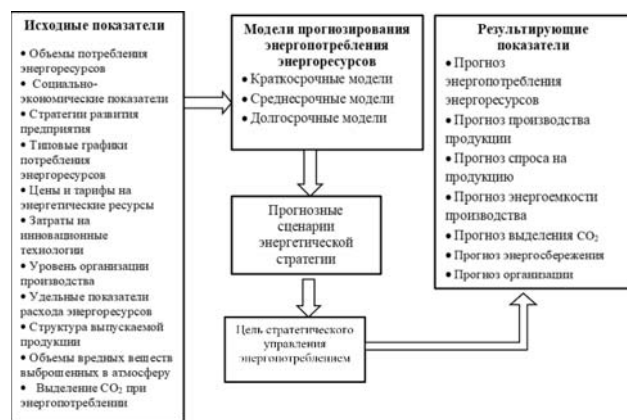 Исходные показатели
• Объемы потребления
энергоресурсов
• Социально-
экономические показатели
• Стратегии развития
предприятия
• Типовые графики
потребления
энергоресурсов
• Цены и тарифы на
энергетические ресурсы
• Затраты на
инновационные
технологии
• Уровень организации
производства
• Удельные показатели
расхода энергоресурсов
• Структура выпускаемой
продукции
• Объемы вредных веществ
выброшенных в атмосферу
• Выделение CO₂ при
энергопотреблении
Модели прогнозирования
энергопотребления
энергоресурсов
• Краткосрочные модели
• Среднесрочные модели
• Долгосрочные модели
Прогнозные
сценарии
энергетической
стратегии
Цель стратегического
управления
энергопотреблением
Результирующие
показатели
• Прогноз
энергопотребления
энергоресурсов
• Прогноз производства
продукции
• Прогноз спроса на
продукцию
• Прогноз энергоемкости
производства
• Прогноз выделения CO₂
• Прогноз энергосбережения
• Прогноз организации